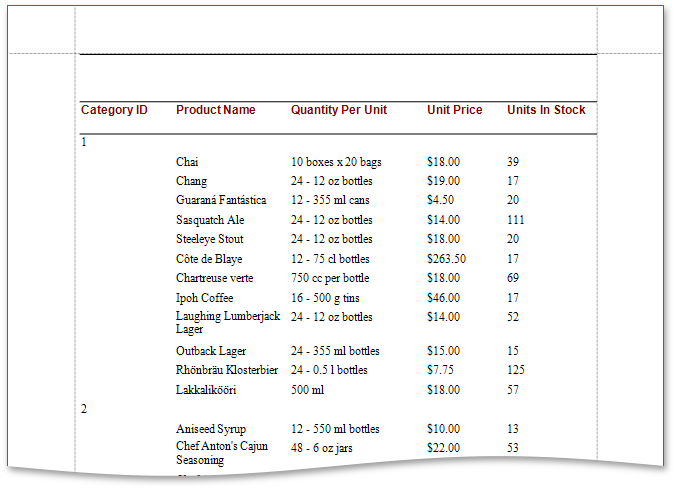 Category ID Product Name Quantity Per Unit Unit Price Units In Stock
1
Chai 10 boxes x 20 bags $18.00 39
Chang 24 - 12 oz bottles $19.00 17
Guaraná Fantástica 12 - 355 ml cans $4.50 20
Sasquatch Ale 24 - 12 oz bottles $14.00 111
Steeleye Stout 24 - 12 oz bottles $18.00 20
Côte de Blaye 12 - 75 cl bottles $263.50 17
Chartreuse verte 750 cc per bottle $18.00 69
Ipoh Coffee 16 - 500 g tins $46.00 17
Laughing Lumberjack 24 - 12 oz bottles $14.00 52
Lager
Outback Lager 24 - 355 ml bottles $15.00 15
Rhönbräu Klosterbier 24 - 0.5 l bottles $7.75 125
Lakkalikööri 500 ml $18.00 57
2
Aniseed Syrup 12 - 550 ml bottles $10.00 13
Chef Anton's Cajun 48 - 6 oz jars $22.00 53
Seasoning